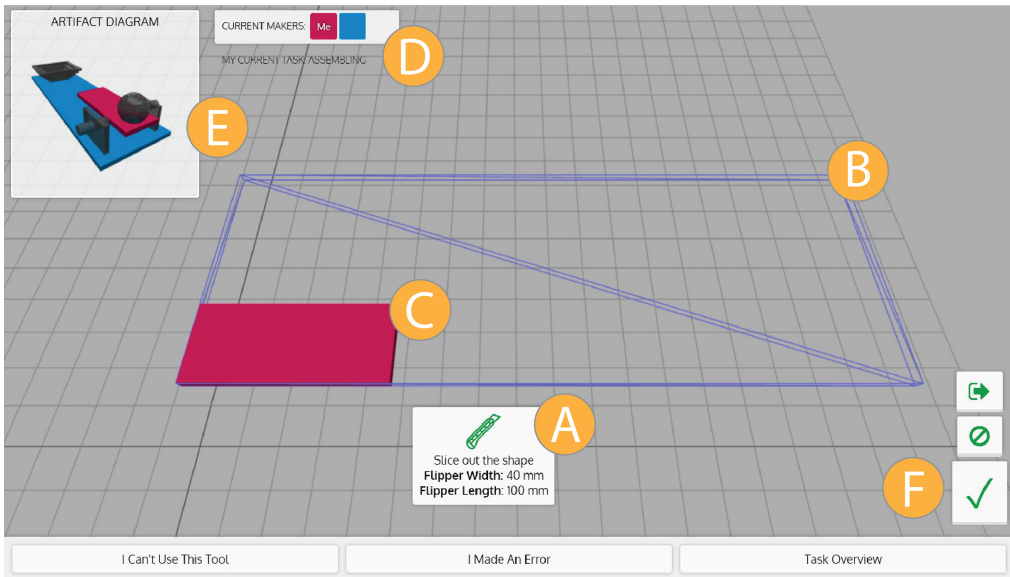 ARTIFACT DIAGRAM
CURRENT MAKERS: Me
MY CURRENT TASK: ASSEMBLING
D
E
B
C
A
Slice out the shape
Flipper Width: 40 mm
Flipper Length: 100 mm
F
I Can't Use This Tool
I Made An Error
Task Overview